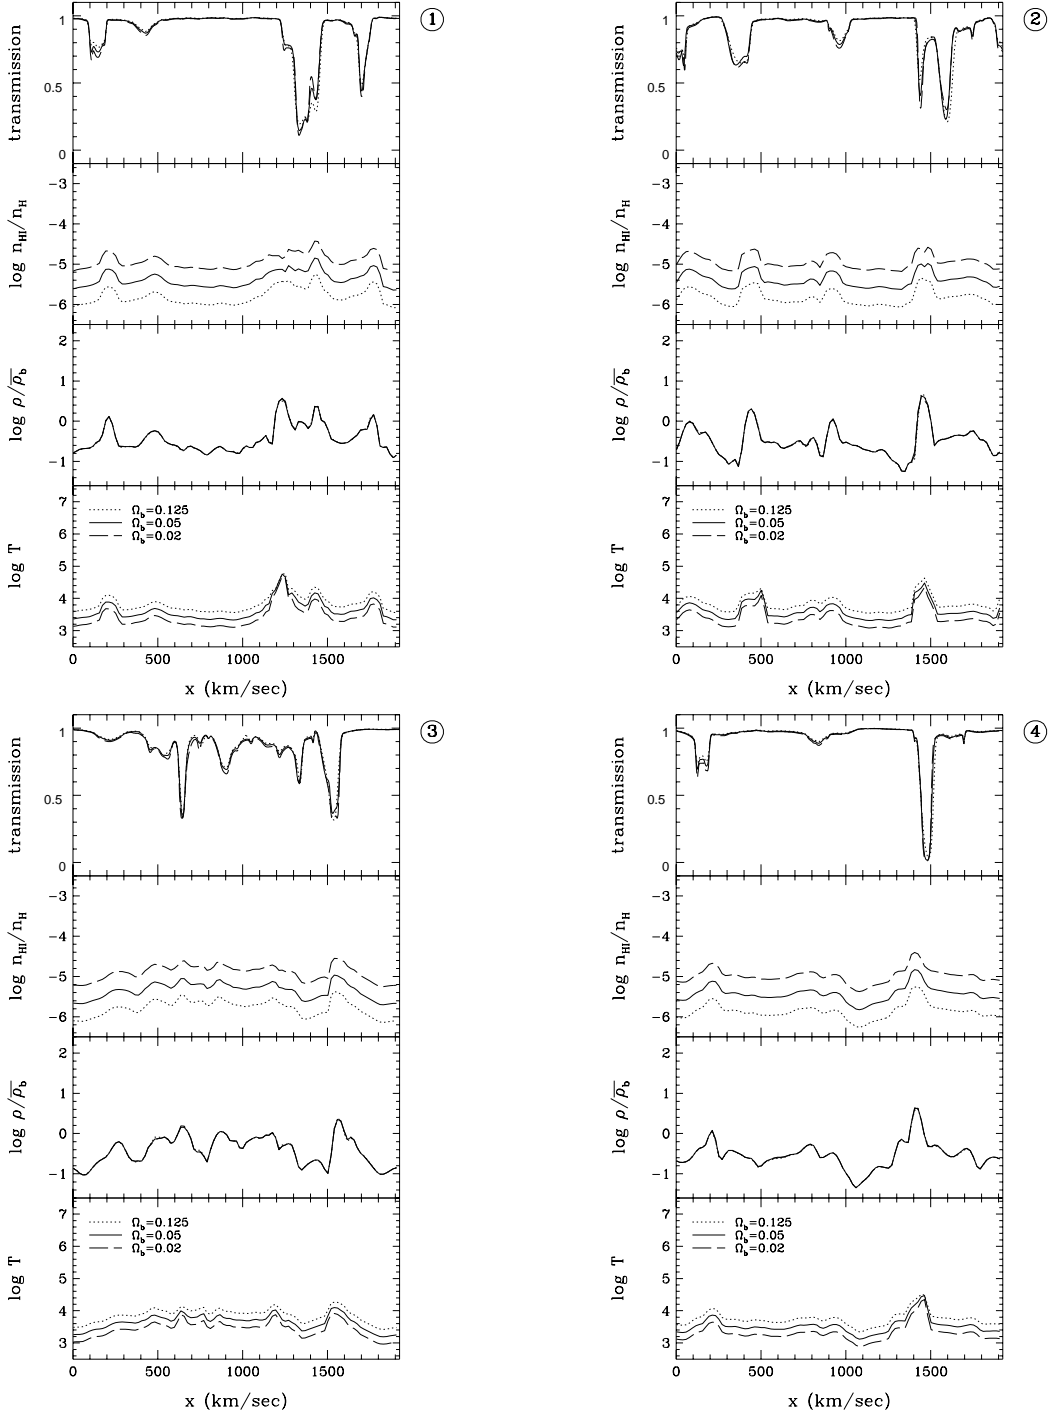 1
transmission
1
0.5
0
log n_HI/n_H
−3
−4
−5
−6
log ρ/ρ̅_b
2
1
0
−1
log T
7
6
5
4
3
Ω_b=0.125
Ω_b=0.05
Ω_b=0.02
0 500 1000 1500
x (km/sec)
2
transmission
1
0.5
0
log n_HI/n_H
−3
−4
−5
−6
log ρ/ρ̅_b
2
1
0
−1
log T
7
6
5
4
3
Ω_b=0.125
Ω_b=0.05
Ω_b=0.02
0 500 1000 1500
x (km/sec)
3
transmission
1
0.5
0
log n_HI/n_H
−3
−4
−5
−6
log ρ/ρ̅_b
2
1
0
−1
log T
7
6
5
4
3
Ω_b=0.125
Ω_b=0.05
Ω_b=0.02
0 500 1000 1500
x (km/sec)
4
transmission
1
0.5
0
log n_HI/n_H
−3
−4
−5
−6
log ρ/ρ̅_b
2
1
0
−1
log T
7
6
5
4
3
Ω_b=0.125
Ω_b=0.05
Ω_b=0.02
0 500 1000 1500
x (km/sec)